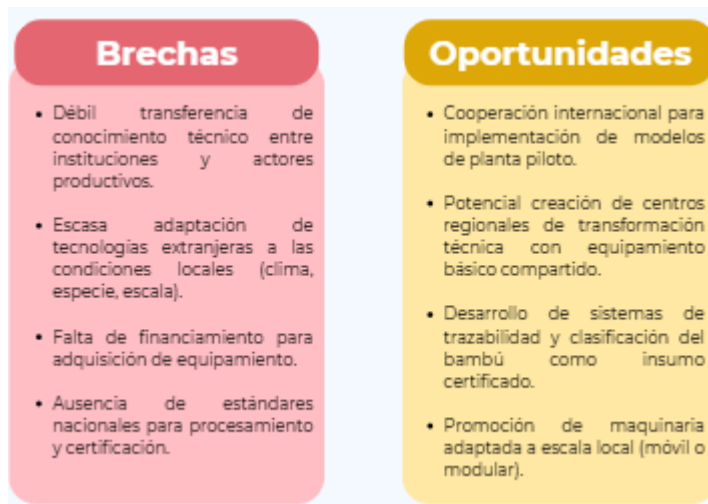 Brechas
• Débil transferencia de
conocimiento técnico entre
instituciones y actores
productivos.
• Escasa adaptación de
tecnologías extranjeras a las
condiciones locales (clima,
especie, escala).
• Falta de financiamiento para
adquisición de equipamiento.
• Ausencia de estándares
nacionales para procesamiento
y certificación.
Oportunidades
• Cooperación internacional para
implementación de modelos
de planta piloto.
• Potencial creación de centros
regionales de transformación
técnica con equipamiento
básico compartido.
• Desarrollo de sistemas de
trazabilidad y clasificación del
bambú como insumo
certificado.
• Promoción de maquinaria
adaptada a escala local (móvil o
modular).